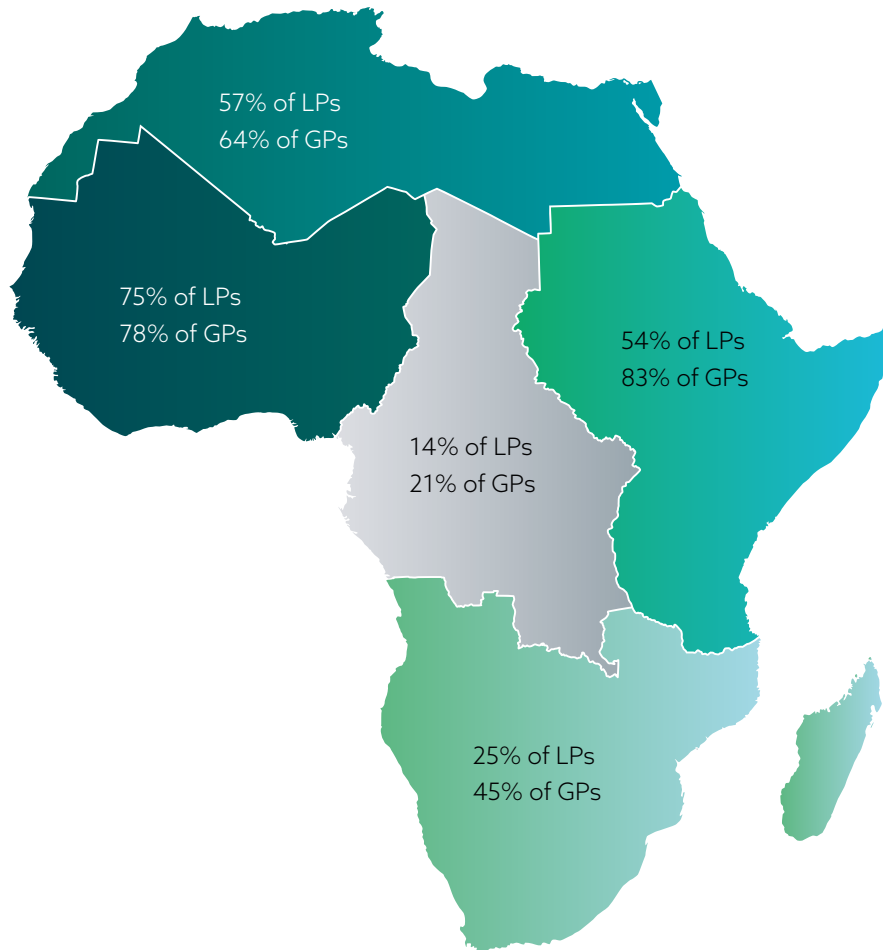 57% of LPs
64% of GPs
75% of LPs
78% of GPs
54% of LPs
83% of GPs
14% of LPs
21% of GPs
25% of LPs
45% of GPs